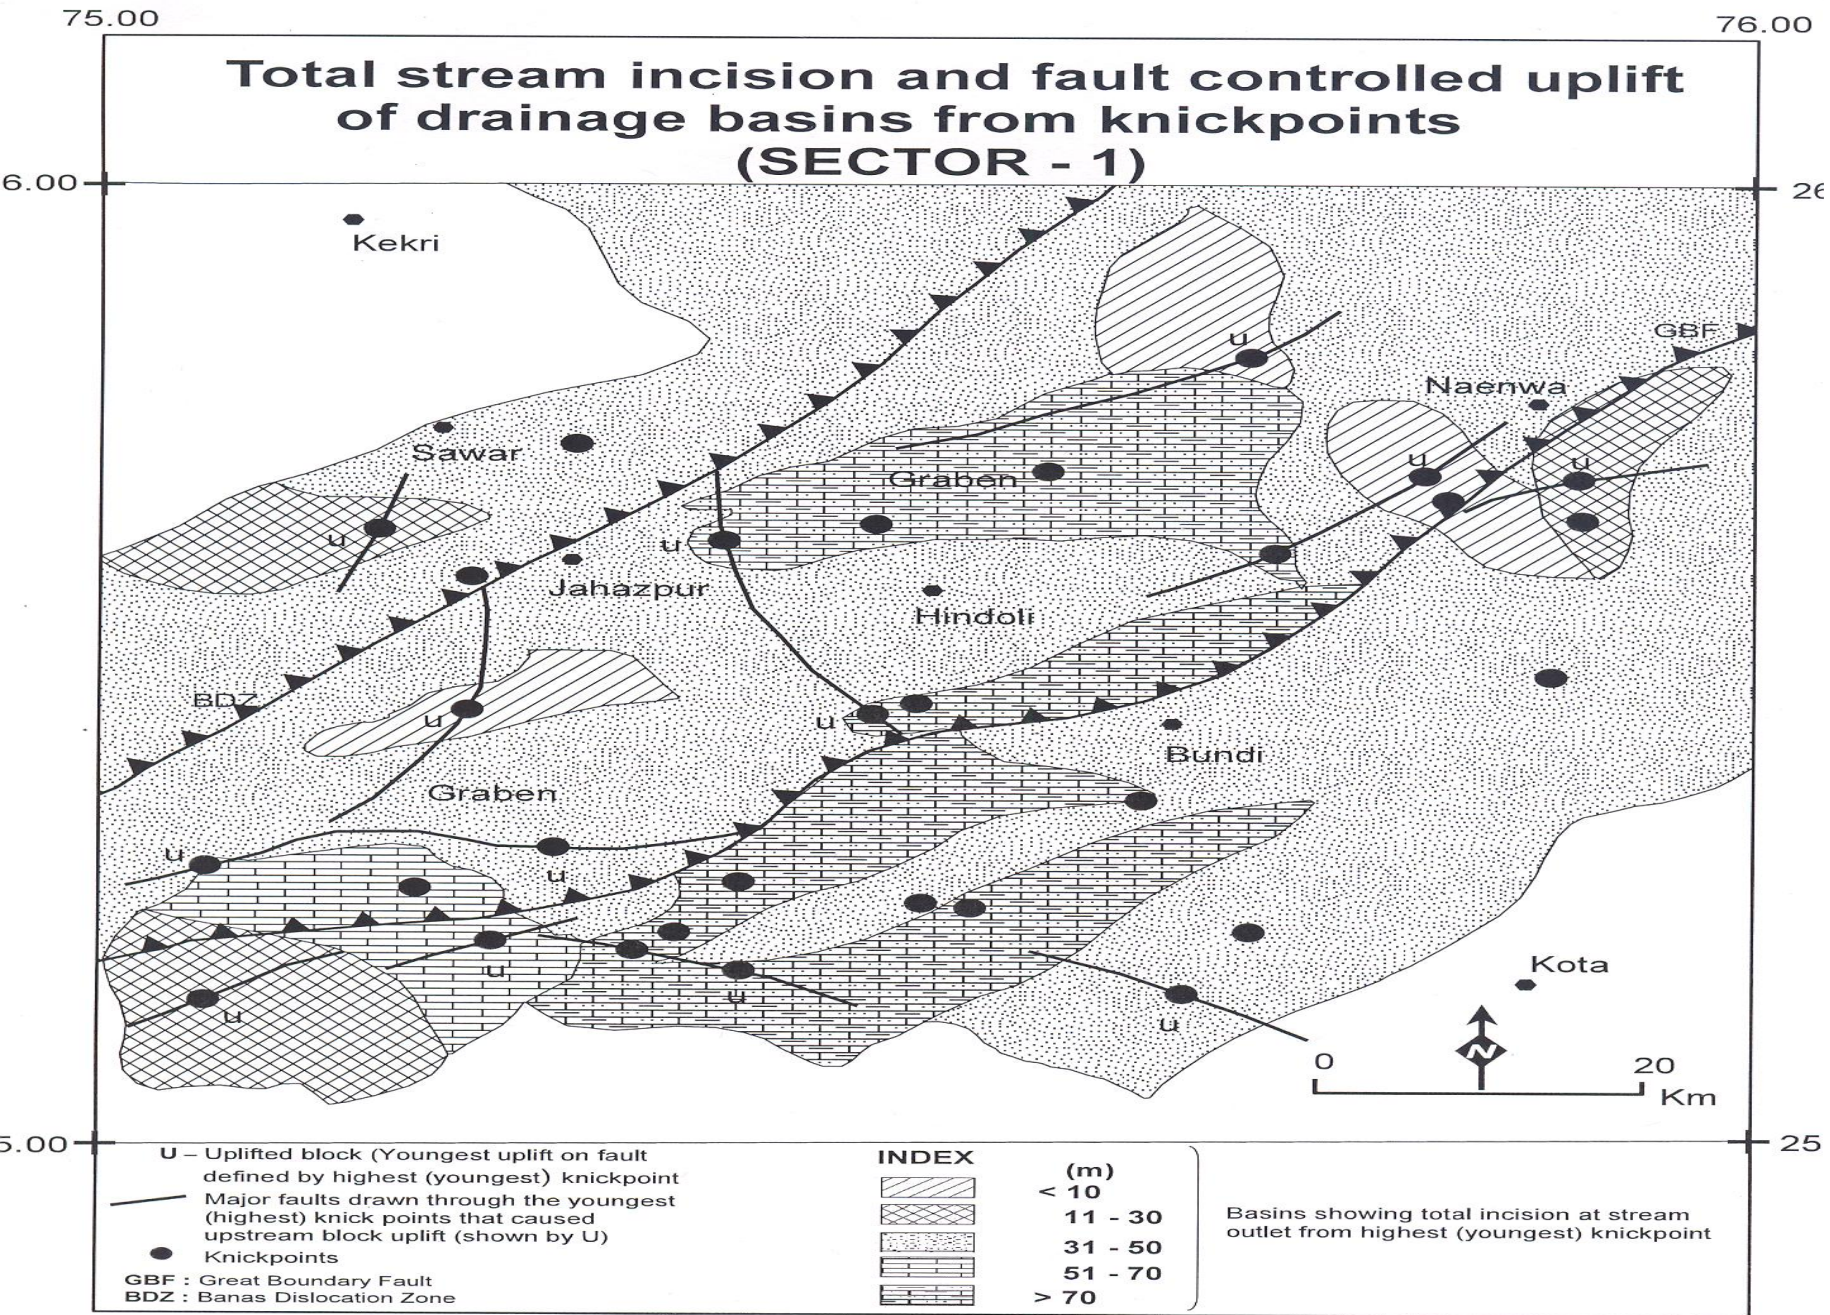 75.00
76.00
Total stream incision and fault controlled uplift
of drainage basins from knickpoints
(SECTOR - 1)
6.00
26
Kekri
U
GBF
Naenwa
Sawar
U
U
Graben
U
U
Jahazpur
Hindoli
BDZ
U
U
Bundi
Graben
U
U
Kota
U
U
U
U
N
0
20
Km
5.00
25
U – Uplifted block (Youngest uplift on fault
defined by highest (youngest) knickpoint
Major faults drawn through the youngest
(highest) knick points that caused
upstream block uplift (shown by U)
Knickpoints
GBF : Great Boundary Fault
BDZ : Banas Dislocation Zone
INDEX
(m)
< 10
11 - 30
31 - 50
51 - 70
> 70
Basins showing total incision at stream
outlet from highest (youngest) knickpoint